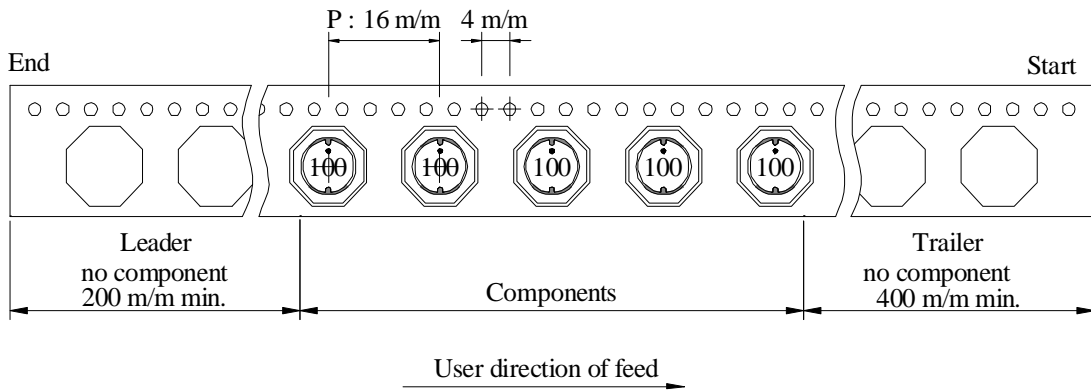 P : 16 m/m
4 m/m
End
Start
100
100
100
100
100
Leader
no component
200 m/m min.
Components
Trailer
no component
400 m/m min.
User direction of feed